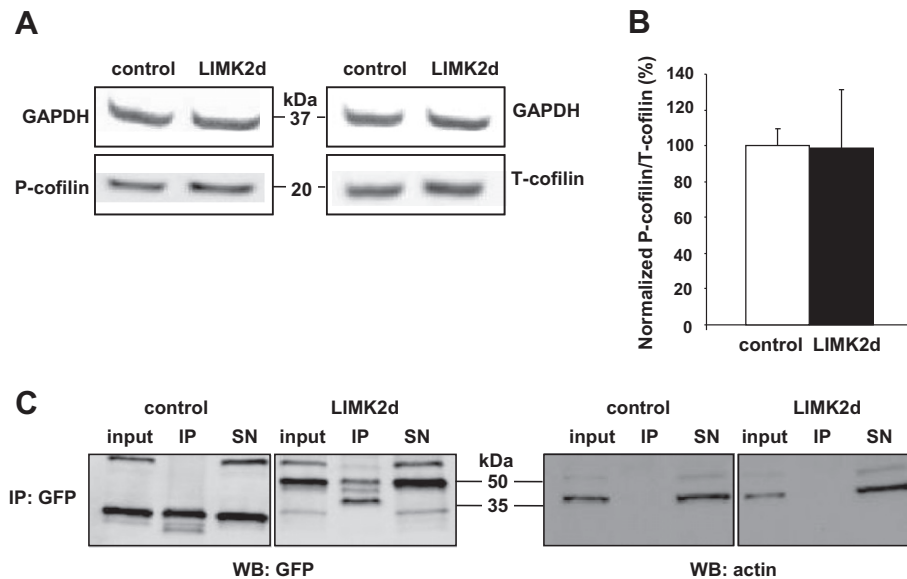 A
control LIMK2d
control LIMK2d
kDa
GAPDH
37
GAPDH
P-cofilin
20
T-cofilin
B
Normalized P-cofilin/T-cofilin (%)
140
120
100
80
60
40
20
0
control LIMK2d
C
control
LIMK2d
input IP SN
input IP SN
kDa
50
35
IP: GFP
WB: GFP
control
LIMK2d
input IP SN
input IP SN
WB: actin